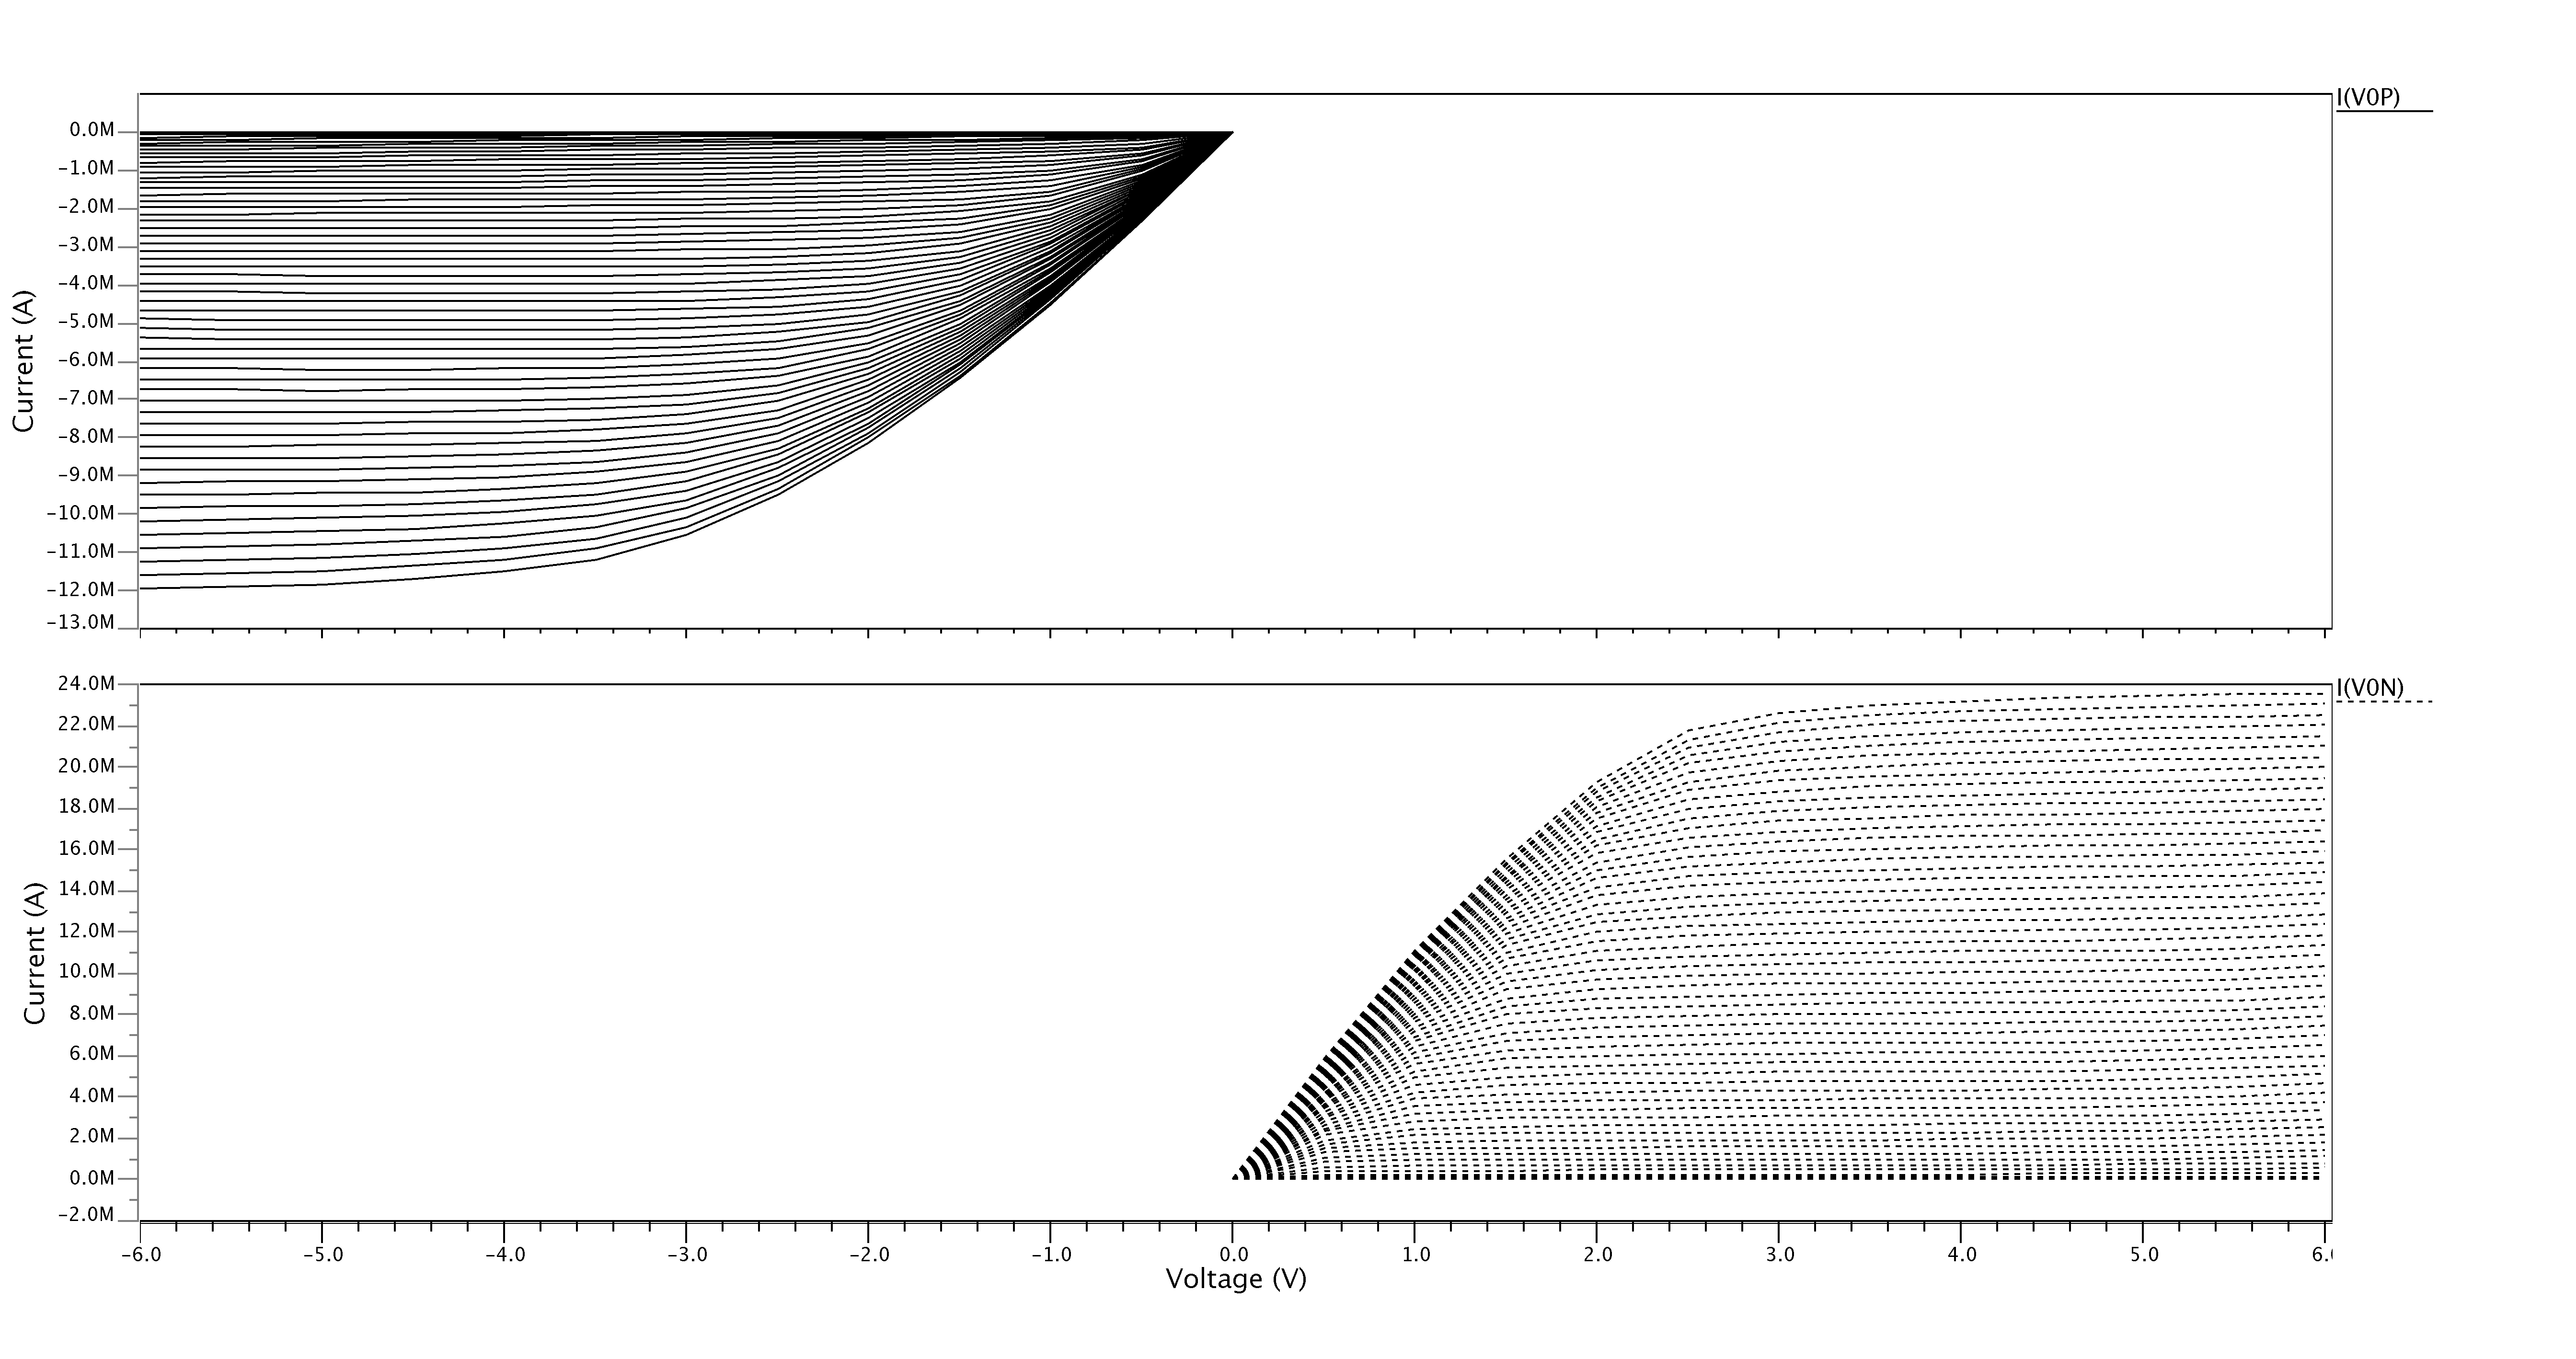 I(V0P)
0.0M
−1.0M
−2.0M
−3.0M
−4.0M
−5.0M
−6.0M
−7.0M
−8.0M
−9.0M
−10.0M
−11.0M
−12.0M
−13.0M
Current (A)
I(V0N)
24.0M
22.0M
20.0M
18.0M
16.0M
14.0M
12.0M
10.0M
8.0M
6.0M
4.0M
2.0M
0.0M
−2.0M
Current (A)
−6.0 −5.0 −4.0 −3.0 −2.0 −1.0 0.0 1.0 2.0 3.0 4.0 5.0 6.0
Voltage (V)